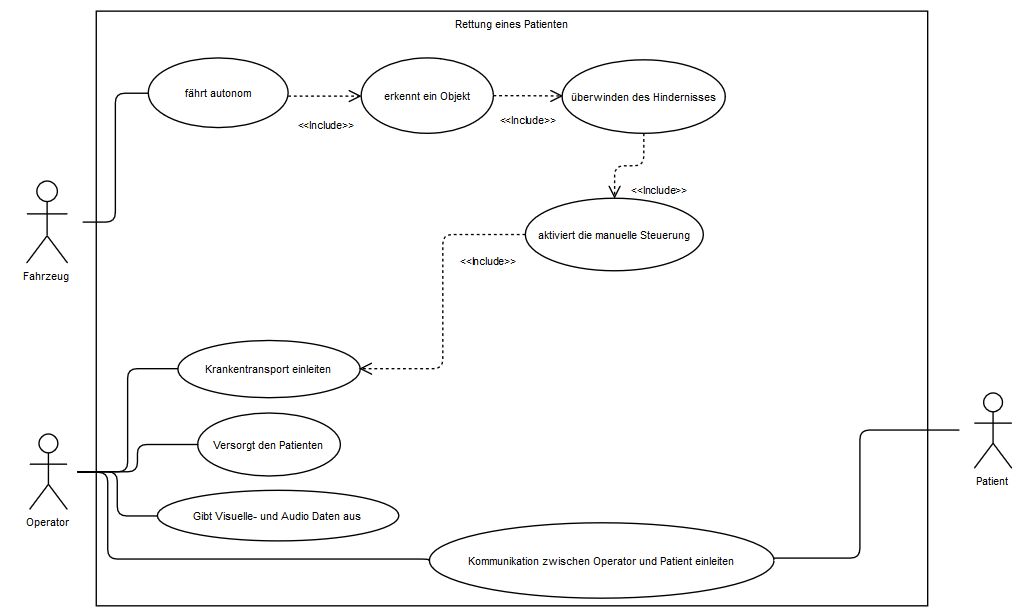 Rettung eines Patienten
fährt autonom
erkennt ein Objekt
überwinden des Hindernisses
<<Include>>
<<Include>>
<<Include>>
aktiviert die manuelle Steuerung
<<Include>>
Fahrzeug
Krankentransport einleiten
Versorgt den Patienten
Gibt Visuelle- und Audio Daten aus
Operator
Patient
Kommunikation zwischen Operator und Patient einleiten